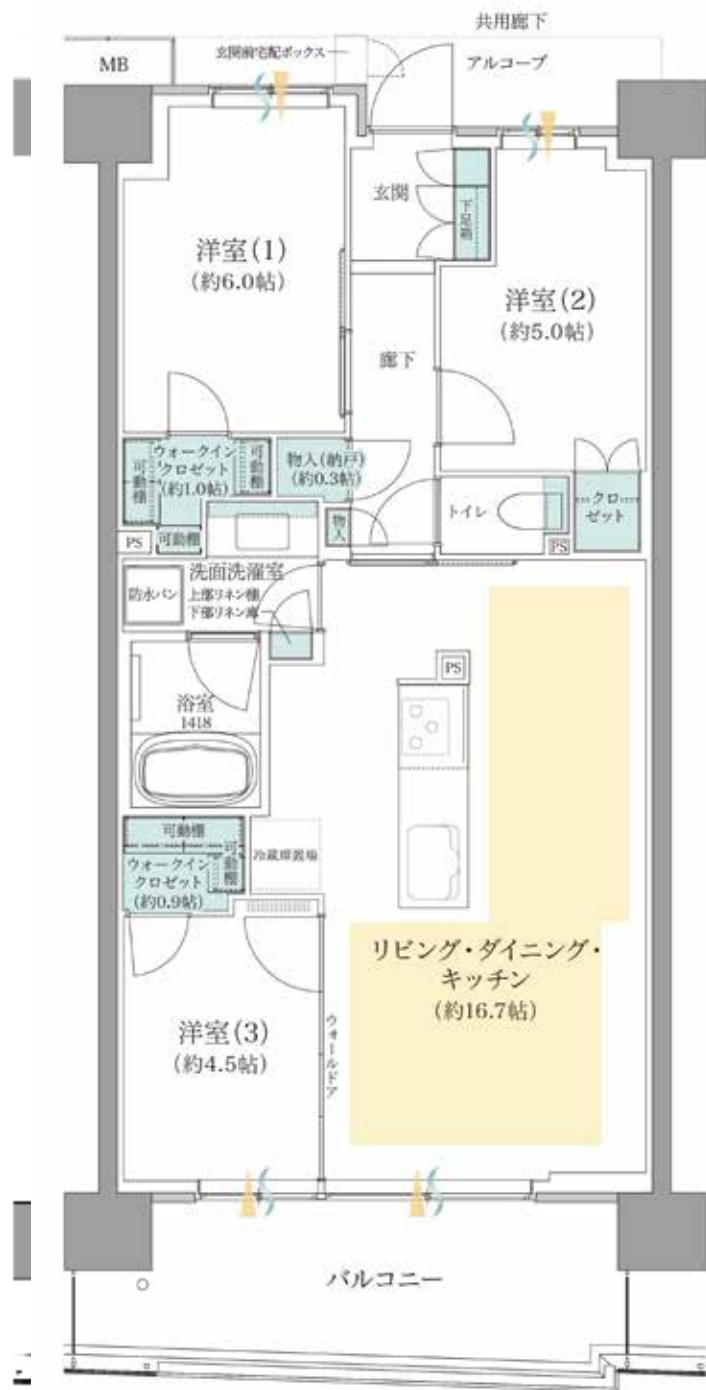 共用廊下
玄関前宅配ボックス
アルコーブ
MB
玄関
下足箱
洋室(1)
(約6.0帖)
洋室(2)
(約5.0帖)
廊下
ウォークイン
クロゼット
(約1.0帖)
可動棚
可動棚
可動棚
物入(納戸)
(約0.3帖)
物入
トイレ
クロ
ゼット
PS
PS
洗面洗濯室
上部リネン棚
下部リネン庫
防水パン
PS
浴室
1418
可動棚
可動棚
ウォークイン
クロゼット
(約0.9帖)
冷蔵庫置場
リビング・ダイニング・
キッチン
(約16.7帖)
洋室(3)
(約4.5帖)
ウォールドア
バルコニー